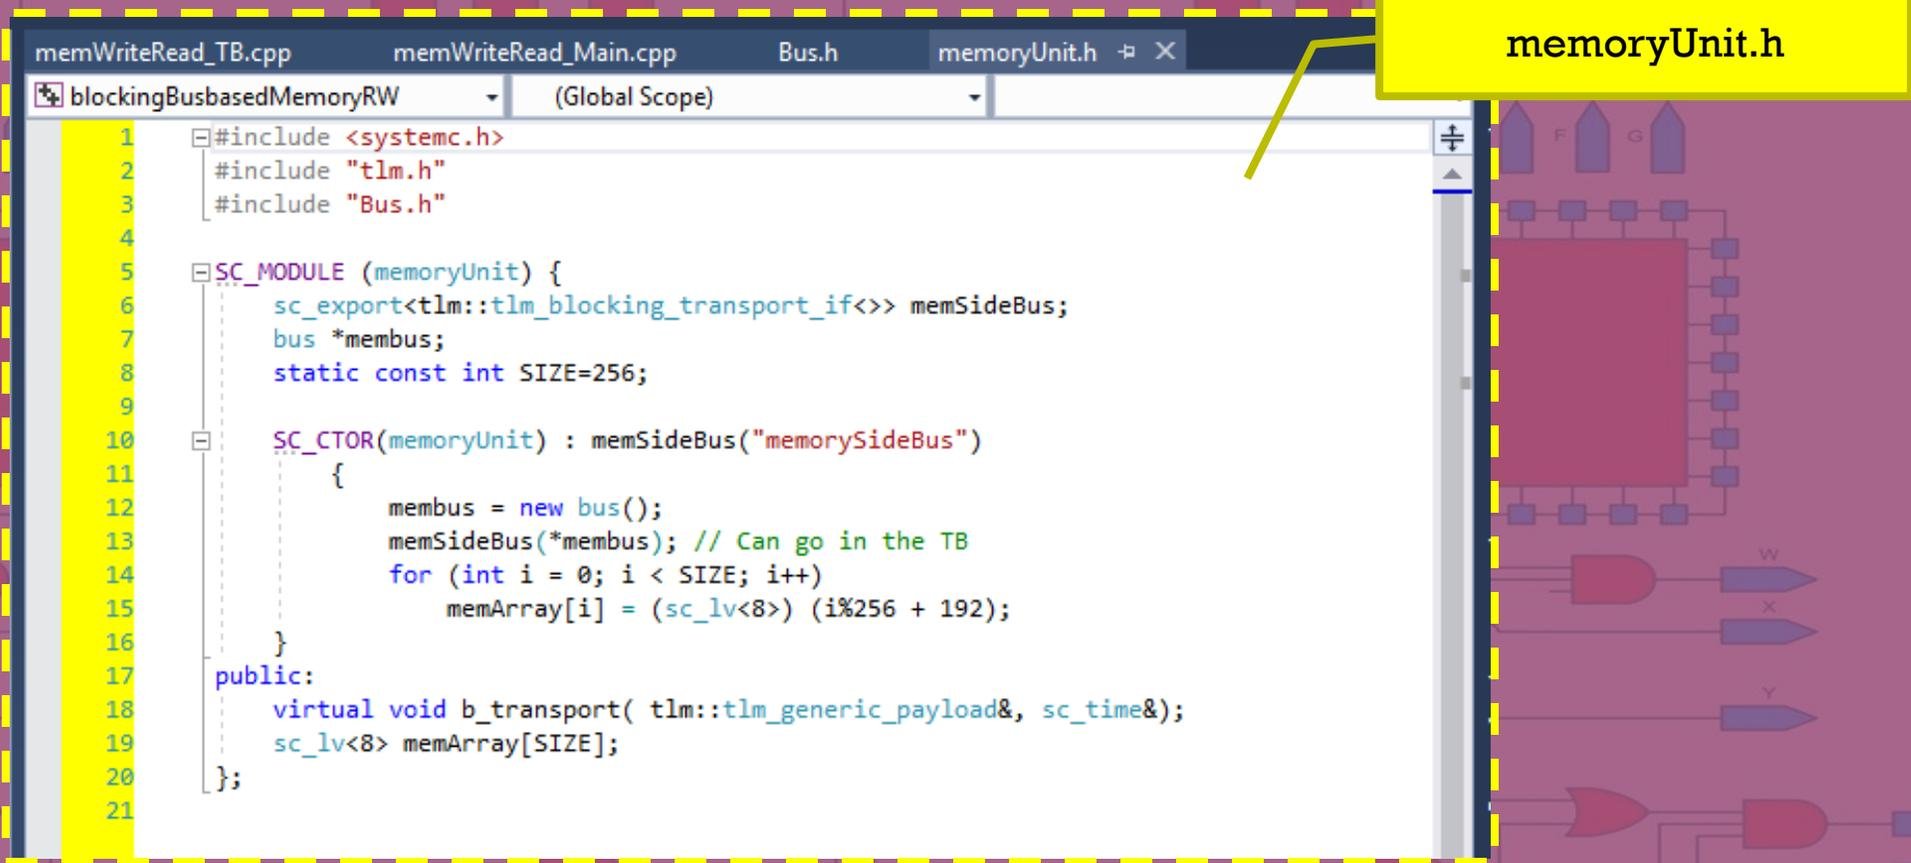 memoryUnit.h
memWriteRead_TB.cpp memWriteRead_Main.cpp Bus.h memoryUnit.h
blockingBusbasedMemoryRW (Global Scope)
1 #include <systemc.h>
2 #include "tlm.h"
3 #include "Bus.h"
4
5 SC_MODULE (memoryUnit) {
6 sc_export<tlm::tlm_blocking_transport_if<>> memSideBus;
7 bus *membus;
8 static const int SIZE=256;
9
10 SC_CTOR(memoryUnit) : memSideBus("memorySideBus")
11 {
12 membus = new bus();
13 memSideBus(*membus); // Can go in the TB
14 for (int i = 0; i < SIZE; i++)
15 memArray[i] = (sc_lv<8>) (i%256 + 192);
16 }
17 public:
18 virtual void b_transport( tlm::tlm_generic_payload&, sc_time&);
19 sc_lv<8> memArray[SIZE];
20 };
21
F G
W
X
Y